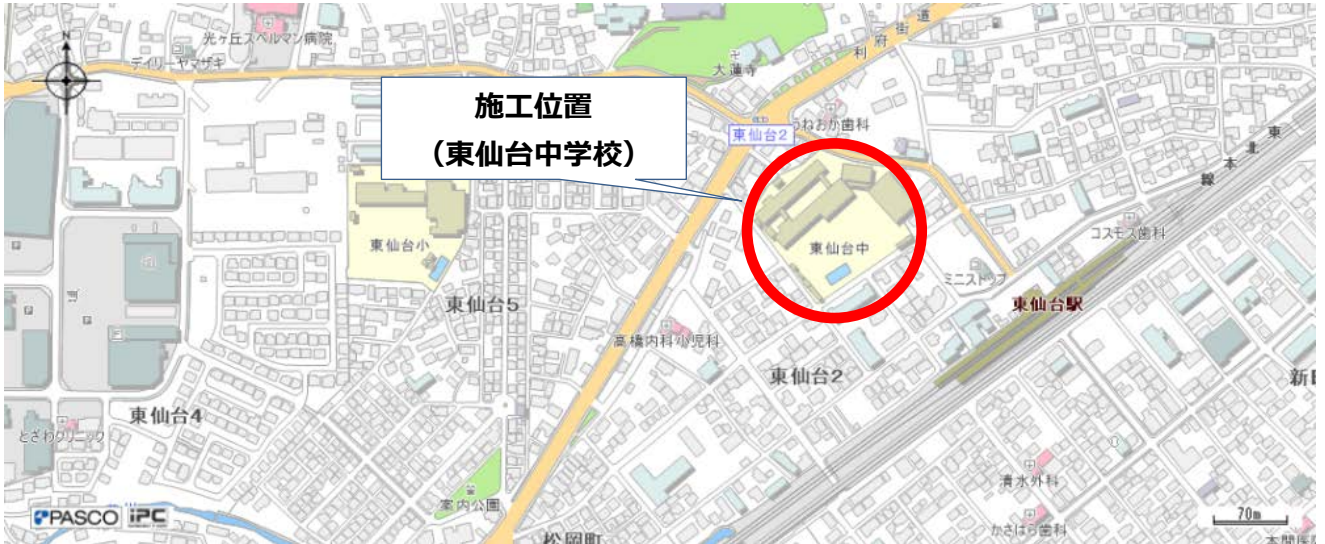 光ヶ丘スペルマン病院
利府街道
N
デイリーヤマザキ
大蓮寺
施工位置
(東仙台中学校)
東仙台2
うねおか歯科
東北本線
東仙台小
東仙台中
コスモス歯科
ミニストップ
東仙台5
東仙台駅
高橋内科小児科
東仙台2
東仙台4
とざわクリニック
清水外科
室内公園
PASCO iPC
松岡町
かさはら歯科
70m